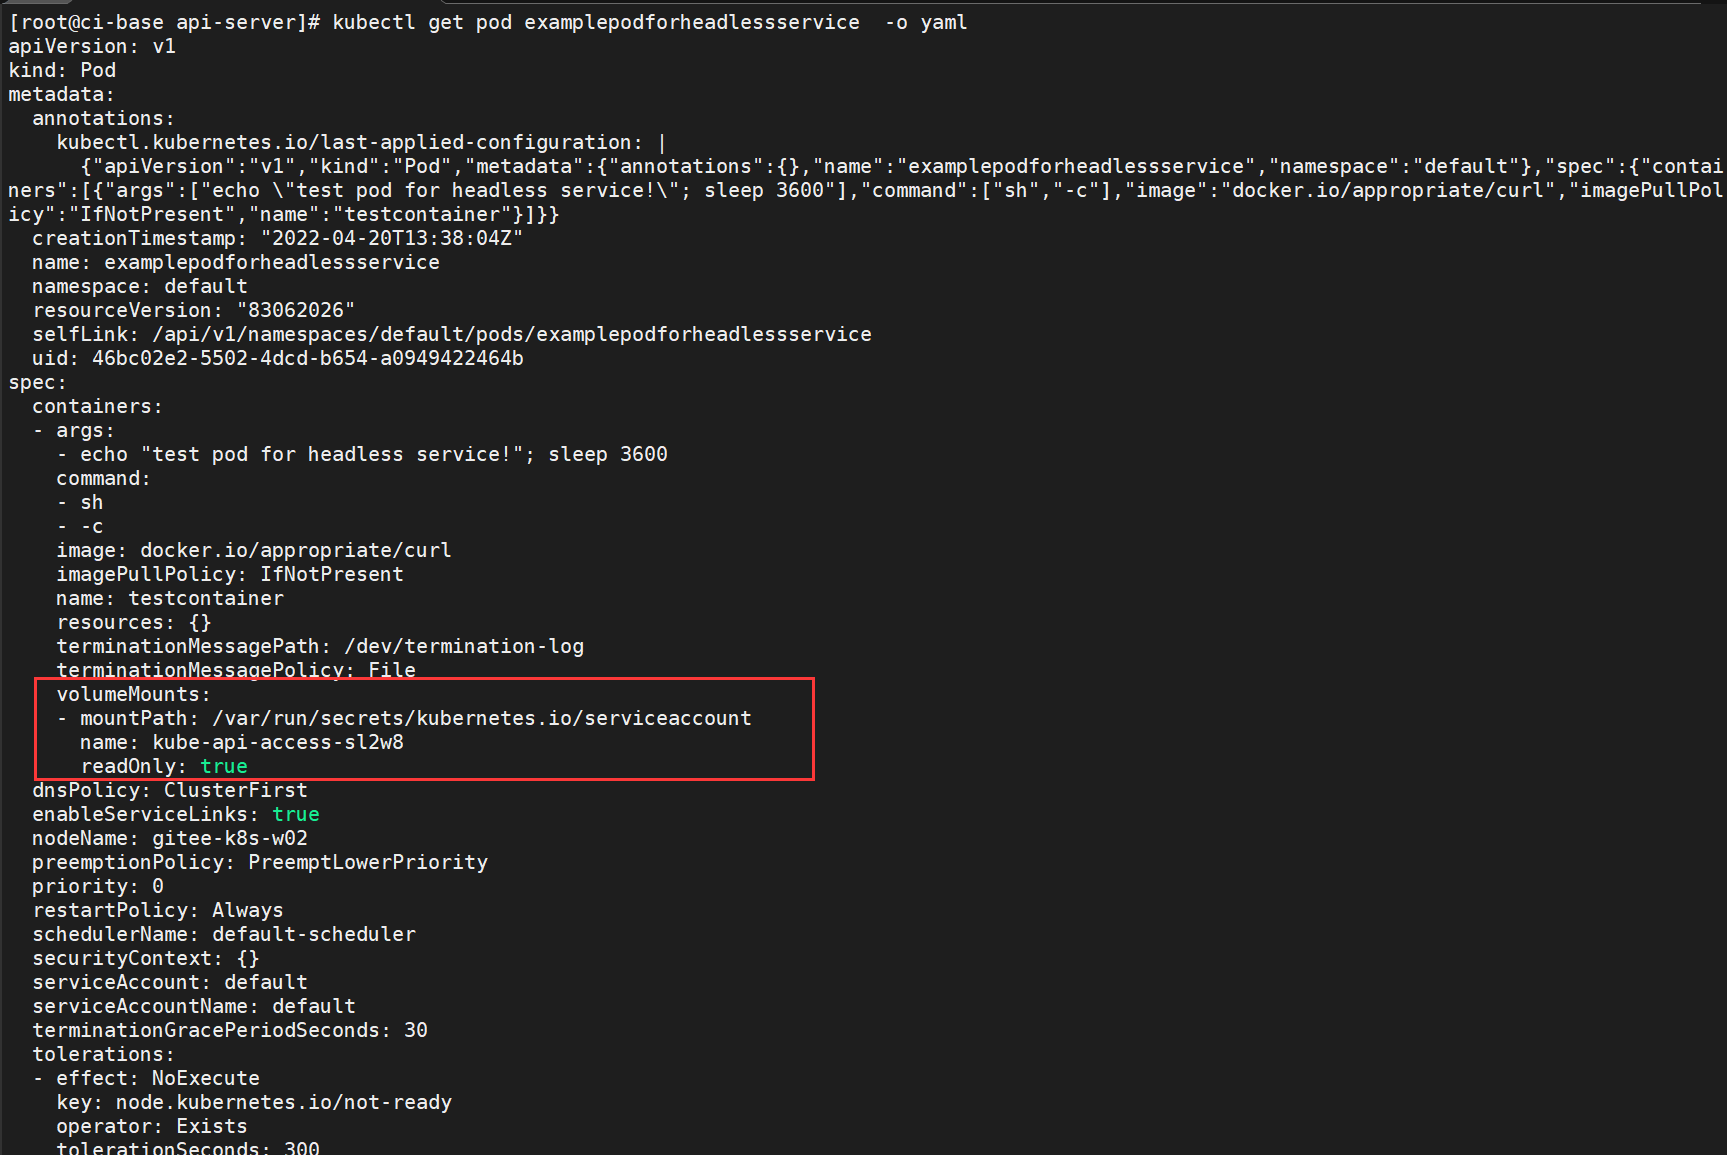 [root@ci-base api-server]# kubectl get pod examplepodforheadlessservice  -o yaml
apiVersion: v1
kind: Pod
metadata:
  annotations:
    kubectl.kubernetes.io/last-applied-configuration: |
      {"apiVersion":"v1","kind":"Pod","metadata":{"annotations":{},"name":"examplepodforheadlessservice","namespace":"default"},"spec":{"contai
ners":[{"args":["echo \"test pod for headless service!\"; sleep 3600"],"command":["sh","-c"],"image":"docker.io/appropriate/curl","imagePullPol
icy":"IfNotPresent","name":"testcontainer"}]}}
  creationTimestamp: "2022-04-20T13:38:04Z"
  name: examplepodforheadlessservice
  namespace: default
  resourceVersion: "83062026"
  selfLink: /api/v1/namespaces/default/pods/examplepodforheadlessservice
  uid: 46bc02e2-5502-4dcd-b654-a0949422464b
spec:
  containers:
  - args:
    - echo "test pod for headless service!"; sleep 3600
    command:
    - sh
    - -c
    image: docker.io/appropriate/curl
    imagePullPolicy: IfNotPresent
    name: testcontainer
    resources: {}
    terminationMessagePath: /dev/termination-log
    terminationMessagePolicy: File
    volumeMounts:
    - mountPath: /var/run/secrets/kubernetes.io/serviceaccount
      name: kube-api-access-sl2w8
      readOnly: true
  dnsPolicy: ClusterFirst
  enableServiceLinks: true
  nodeName: gitee-k8s-w02
  preemptionPolicy: PreemptLowerPriority
  priority: 0
  restartPolicy: Always
  schedulerName: default-scheduler
  securityContext: {}
  serviceAccount: default
  serviceAccountName: default
  terminationGracePeriodSeconds: 30
  tolerations:
  - effect: NoExecute
    key: node.kubernetes.io/not-ready
    operator: Exists
    tolerationSeconds: 300